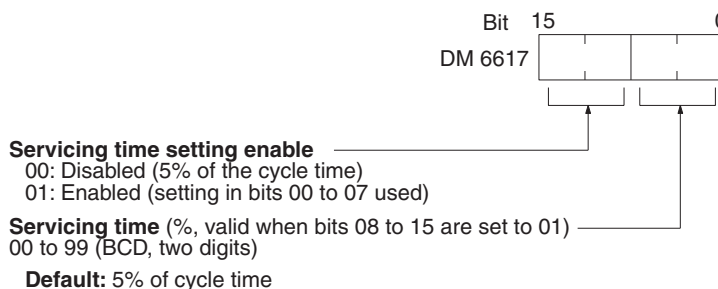 Bit 15 0
DM 6617
Servicing time setting enable
00: Disabled (5% of the cycle time)
01: Enabled (setting in bits 00 to 07 used)
Servicing time (%, valid when bits 08 to 15 are set to 01)
00 to 99 (BCD, two digits)
Default: 5% of cycle time